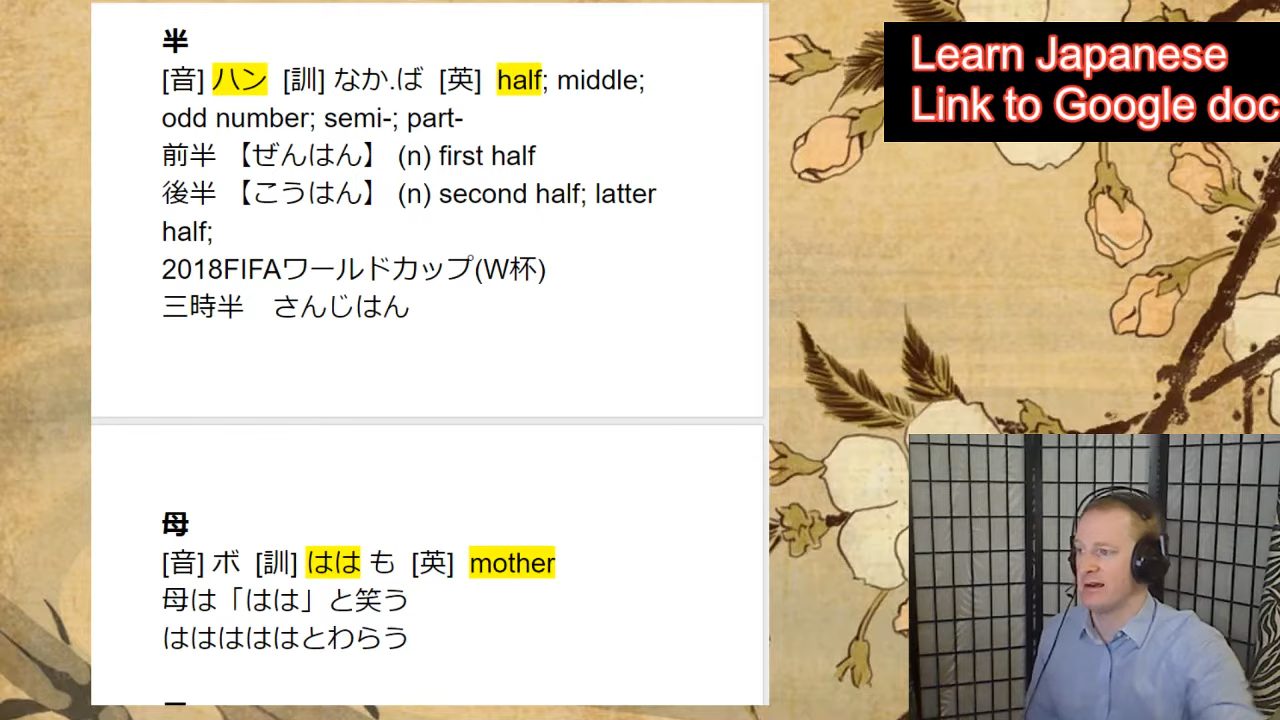 半
[音] ハン  [訓] なか.ば  [英]  half; middle;
odd number; semi-; part-
前半 【ぜんはん】 (n) first half
後半 【こうはん】 (n) second half; latter
half;
2018FIFAワールドカップ(W杯)
三時半　さんじはん
母
[音] ボ  [訓] はは も  [英]  mother
母は「はは」と笑う
はははははとわらう
Learn Japanese
Link to Google doc